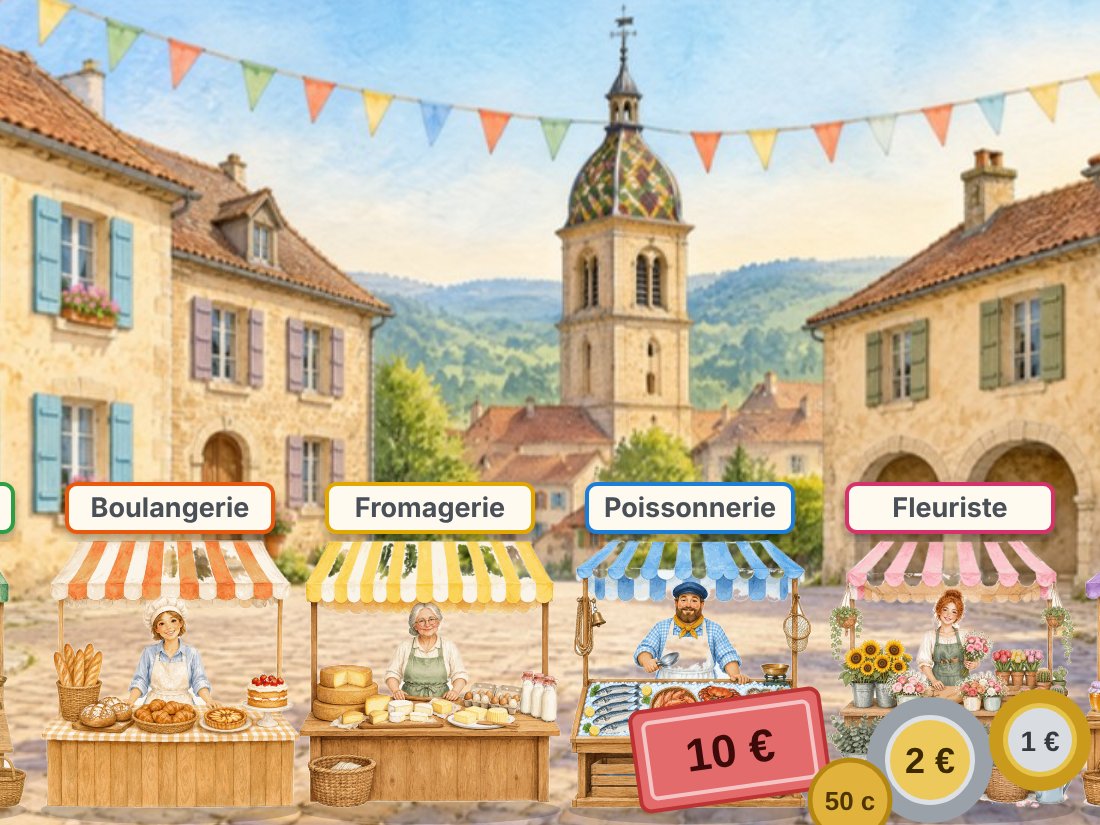 Boulangerie
Fromagerie
Poissonnerie
Fleuriste
10 €
2 €
1 €
50 c